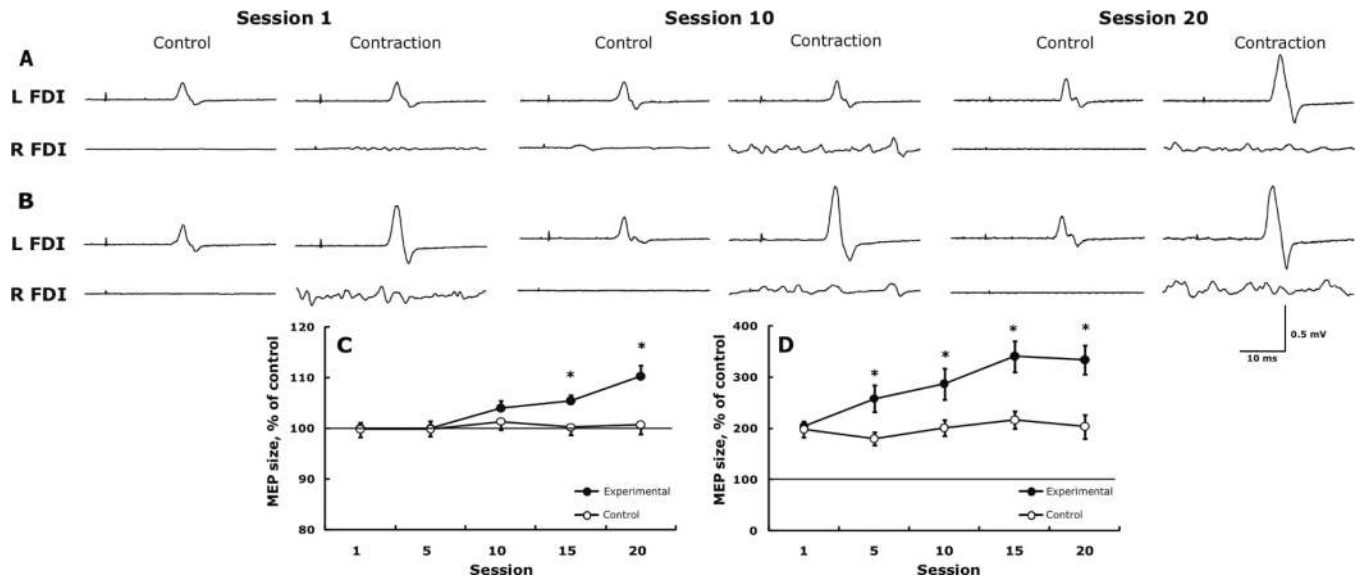 Session 1 Session 10 Session 20
Control Contraction Control Contraction Control Contraction
A
L FDI
R FDI
B
L FDI
R FDI
0.5 mV
10 ms
C
MEP size, % of control
120
110
100
90
80
* *
Experimental
Control
1 5 10 15 20
Session
D
MEP size, % of control
400
300
200
100
0
* * * *
Experimental
Control
1 5 10 15 20
Session